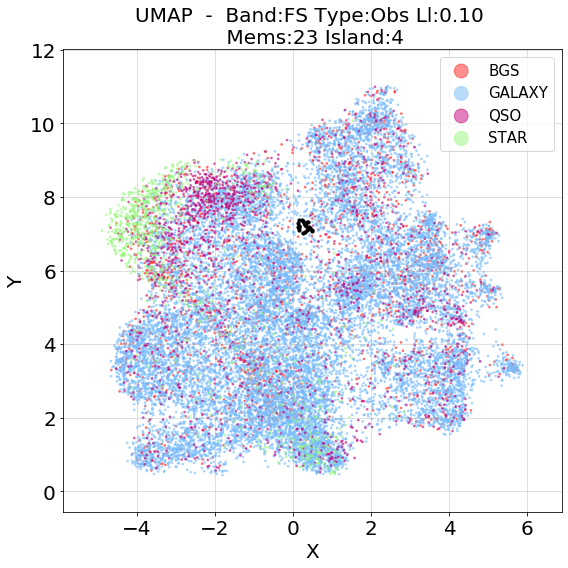 UMAP  -  Band:FS Type:Obs Ll:0.10
Mems:23 Island:4
BGS
GALAXY
QSO
STAR
12
10
8
6
4
2
0
Y
−4
−2
0
2
4
6
X